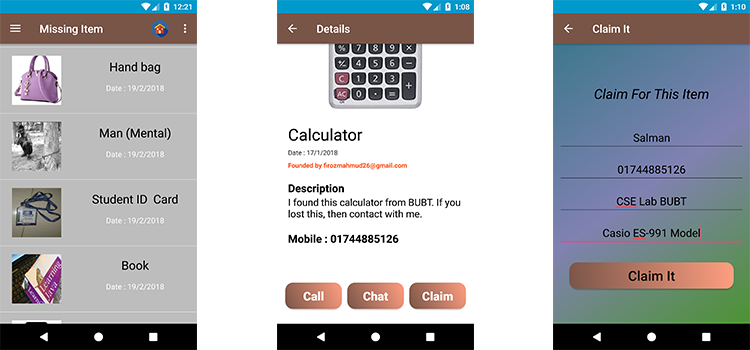 12:21
Missing Item
Hand bag
Date : 19/2/2018
Man (Mental)
Date : 19/2/2018
Student ID Card
Date : 19/2/2018
Book
Date : 19/2/2018
1:08
Details
7 8 9
% 4 5 6 -
C 1 2 3
AC 0 . +
Calculator
Date : 17/1/2018
Founded by firozmahmud26@gmail.com
Description
I found this calculator from BUBT. If you
lost this, then contact with me.
Mobile : 01744885126
Call Chat Claim
1:10
Claim It
Claim For This Item
Salman
01744885126
CSE Lab BUBT
Casio ES-991 Model
Claim It